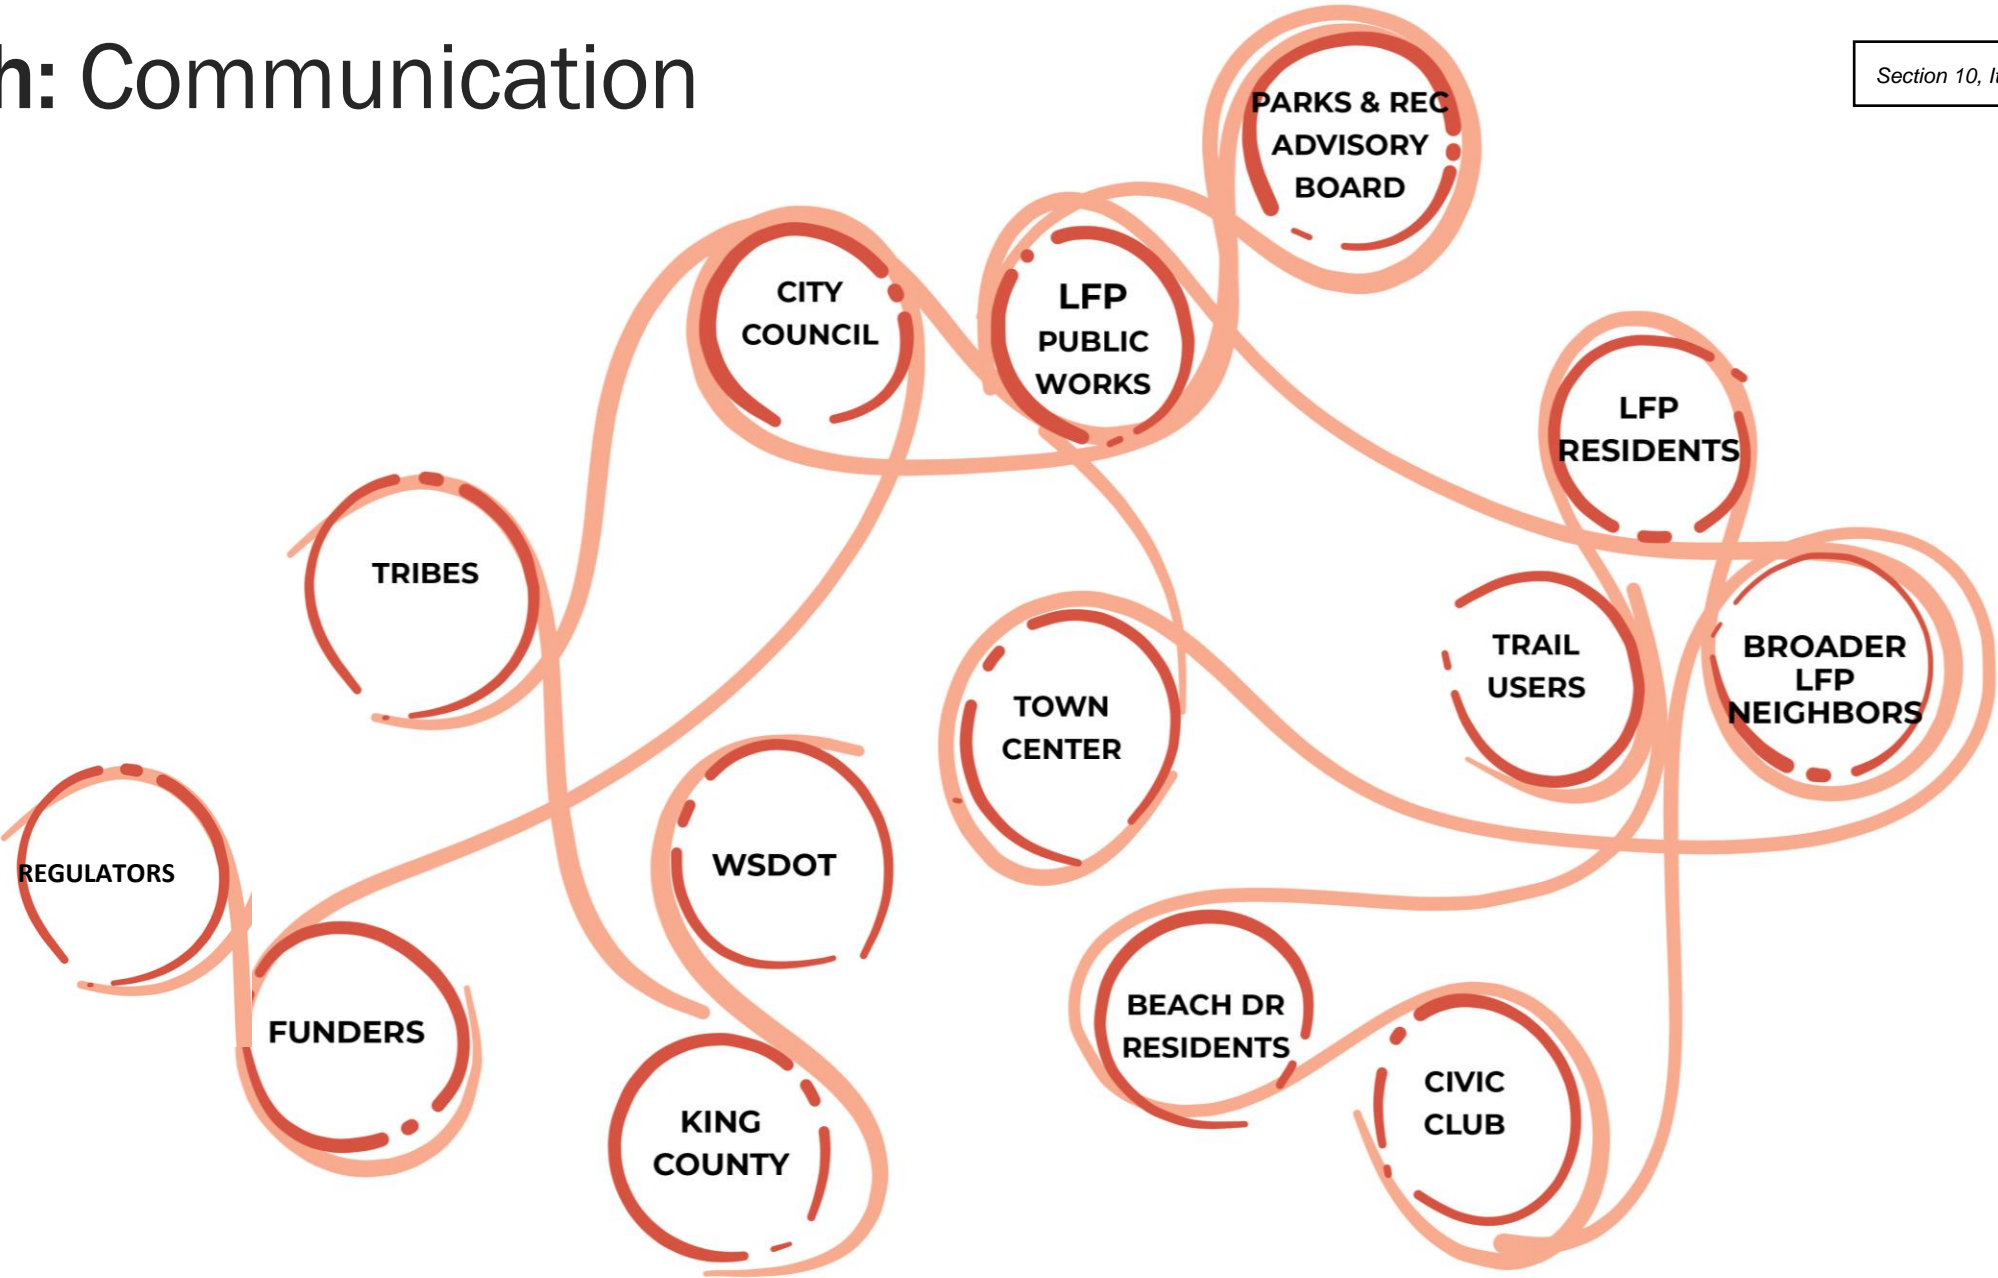 h: Communication
Section 10, It
PARKS & REC
ADVISORY
BOARD
CITY
COUNCIL
LFP
PUBLIC
WORKS
LFP
RESIDENTS
TRIBES
TRAIL
USERS
BROADER
LFP
NEIGHBORS
TOWN
CENTER
WSDOT
REGULATORS
FUNDERS
BEACH DR
RESIDENTS
CIVIC
CLUB
KING
COUNTY